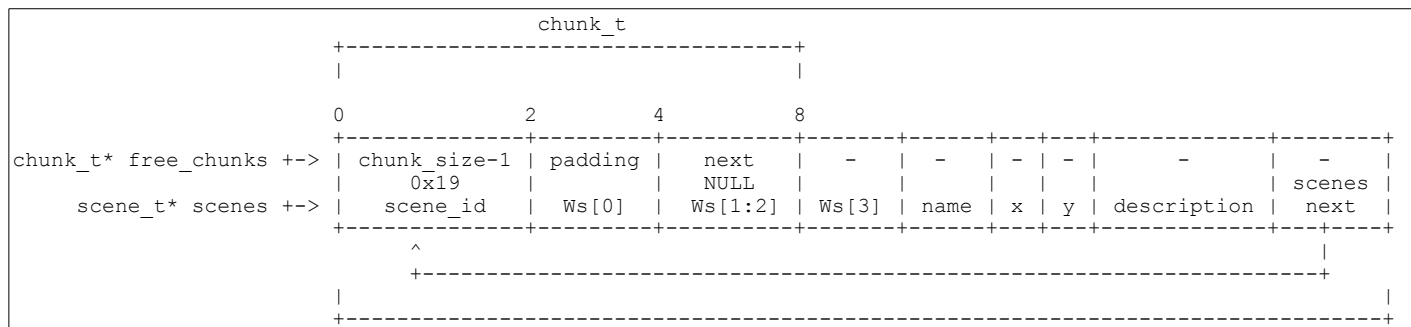 chunk_t
+-----------------------------------+
| |
0 2 4 8
+--------------+---------+----------+-------+------+---+---+-------------+--------+
chunk_t* free_chunks +-> | chunk_size-1 | padding | next | - | - | - | - | - | - |
| 0x19 | | NULL | | | | | | scenes |
scene_t* scenes +-> | scene_id | Ws[0] | Ws[1:2] | Ws[3] | name | x | y | description | next |
+--------------+---------+----------+-------+------+---+---+-------------+---+----+
^ |
+---------------------------------------------------------------------+
| |
+--------------------------------------------------------------------------------+